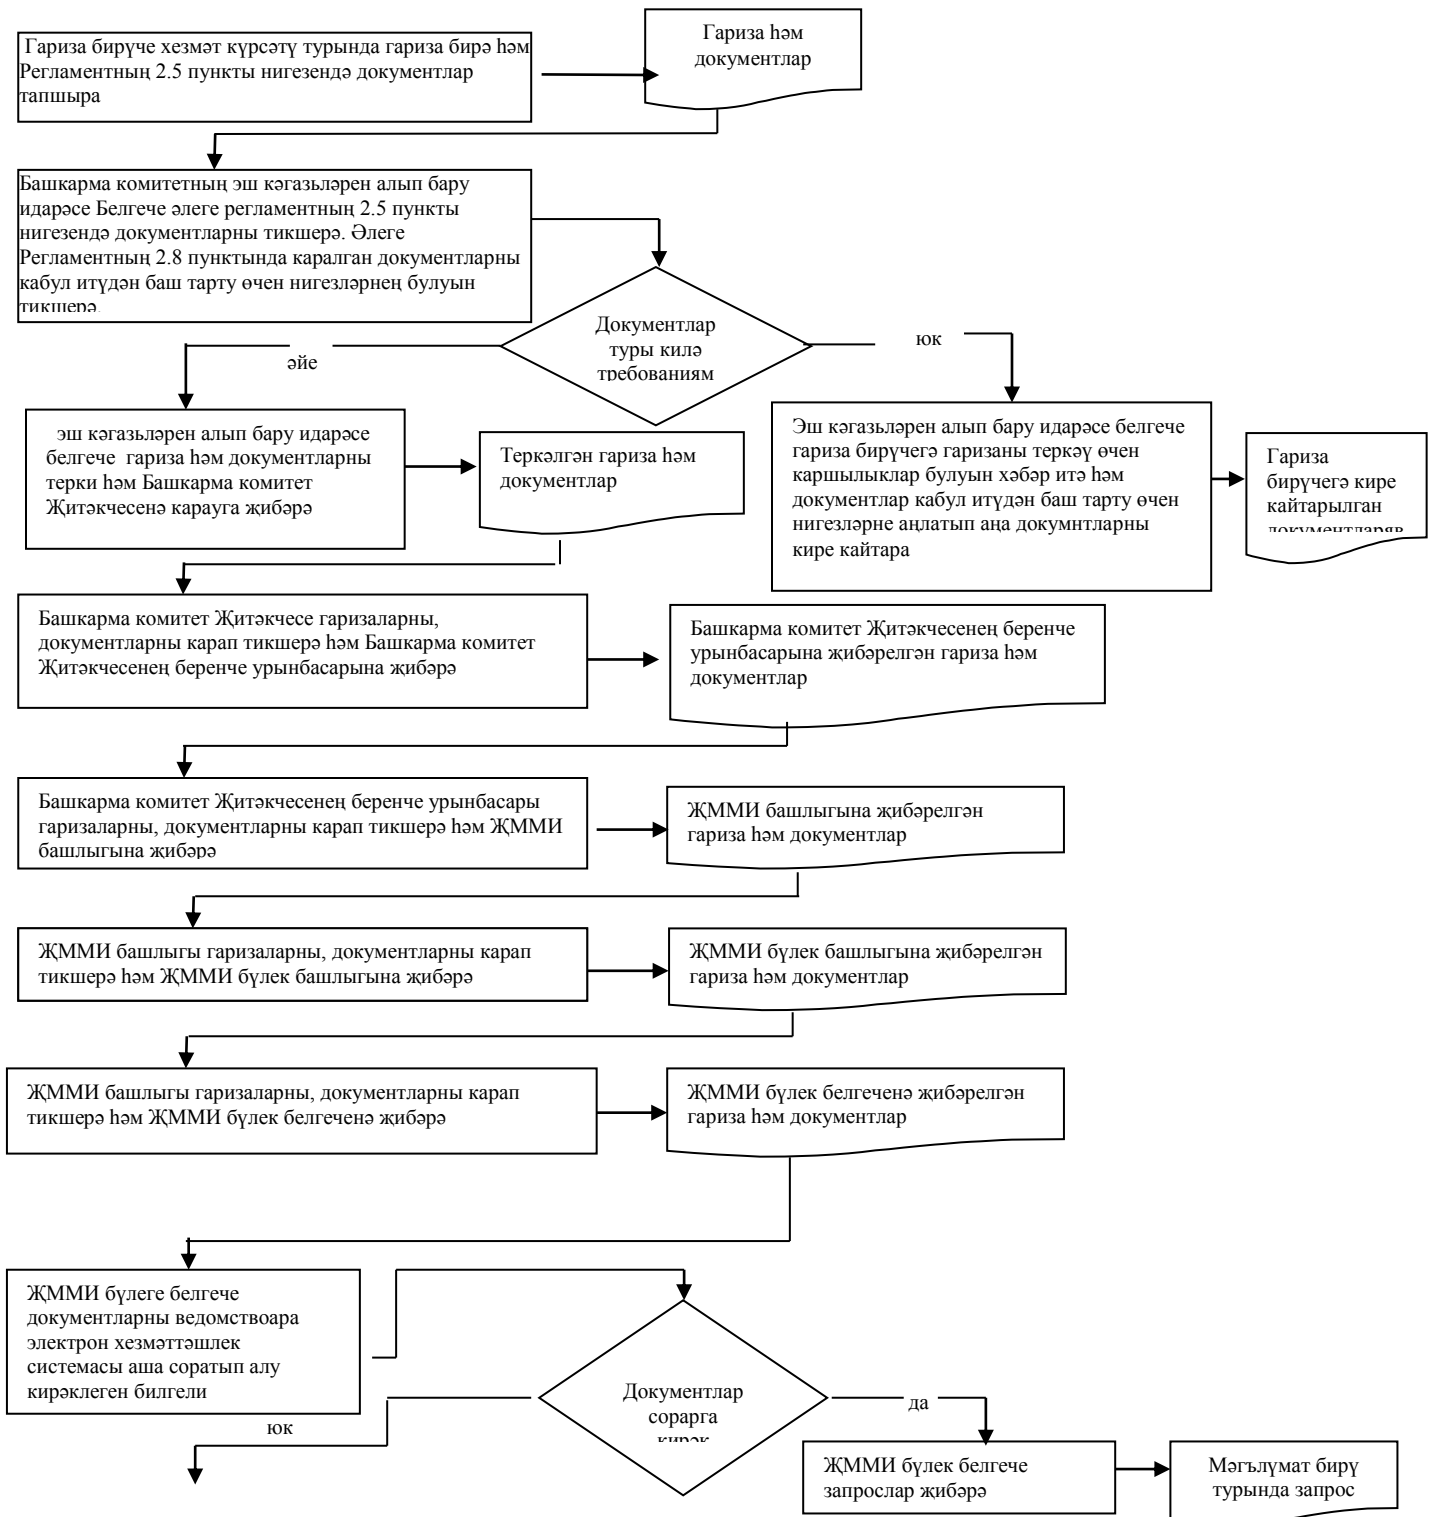 Гариза бирүче хезмәт күрсәтү турында гариза бирә һәм
Регламентның 2.5 пункты нигезендә документлар
тапшыра
Гариза һәм
документлар
Башкарма комитетның эш кәгазьләрен алып бару
идарәсе Белгече әлеге регламентның 2.5 пункты
нигезендә документларны тикшерә. Әлеге
Регламентның 2.8 пунктында каралган документларны
кабул итүдән баш тарту өчен нигезләрнең булуын
тикшерә.
Документлар
туры килә
требованиям
әйе
юк
эш кәгазьләрен алып бару идарәсе
белгече гариза һәм документларны
терки һәм Башкарма комитет
Җитәкчесенә карауга җибәрә
Теркәлгән гариза һәм
документлар
Эш кәгазьләрен алып бару идарәсе белгече
гариза бирүчегә гаризаны теркәү өчен
каршылыклар булуын хәбәр итә һәм
документлар кабул итүдән баш тарту өчен
нигезләрне аңлатып аңа докумнтларны
кире кайтара
Гариза
бирүчегә кире
кайтарылган
документларяв
Башкарма комитет Җитәкчесе гаризаларны,
документларны карап тикшерә һәм Башкарма комитет
Җитәкчесенең беренче урынбасарына җибәрә
Башкарма комитет Җитәкчесенең беренче
урынбасарына җибәрелгән гариза һәм
документлар
Башкарма комитет Җитәкчесенең беренче урынбасары
гаризаларны, документларны карап тикшерә һәм ҖММИ
башлыгына җибәрә
ҖММИ башлыгына җибәрелгән
гариза һәм документлар
ҖММИ башлыгы гаризаларны, документларны карап
тикшерә һәм ҖММИ бүлек башлыгына җибәрә
ҖММИ бүлек башлыгына җибәрелгән
гариза һәм документлар
ҖММИ башлыгы гаризаларны, документларны карап
тикшерә һәм ҖММИ бүлек белгеченә җибәрә
ҖММИ бүлек белгеченә җибәрелгән
гариза һәм документлар
ҖММИ бүлеге белгече
документларны ведомствоара
электрон хезмәттәшлек
системасы аша соратып алу
кирәклеген билгели
Документлар
сорарга
кирәк
юк
да
ҖММИ бүлек белгече
запрослар җибәрә
Мәгълүмат бирү
турында запрос